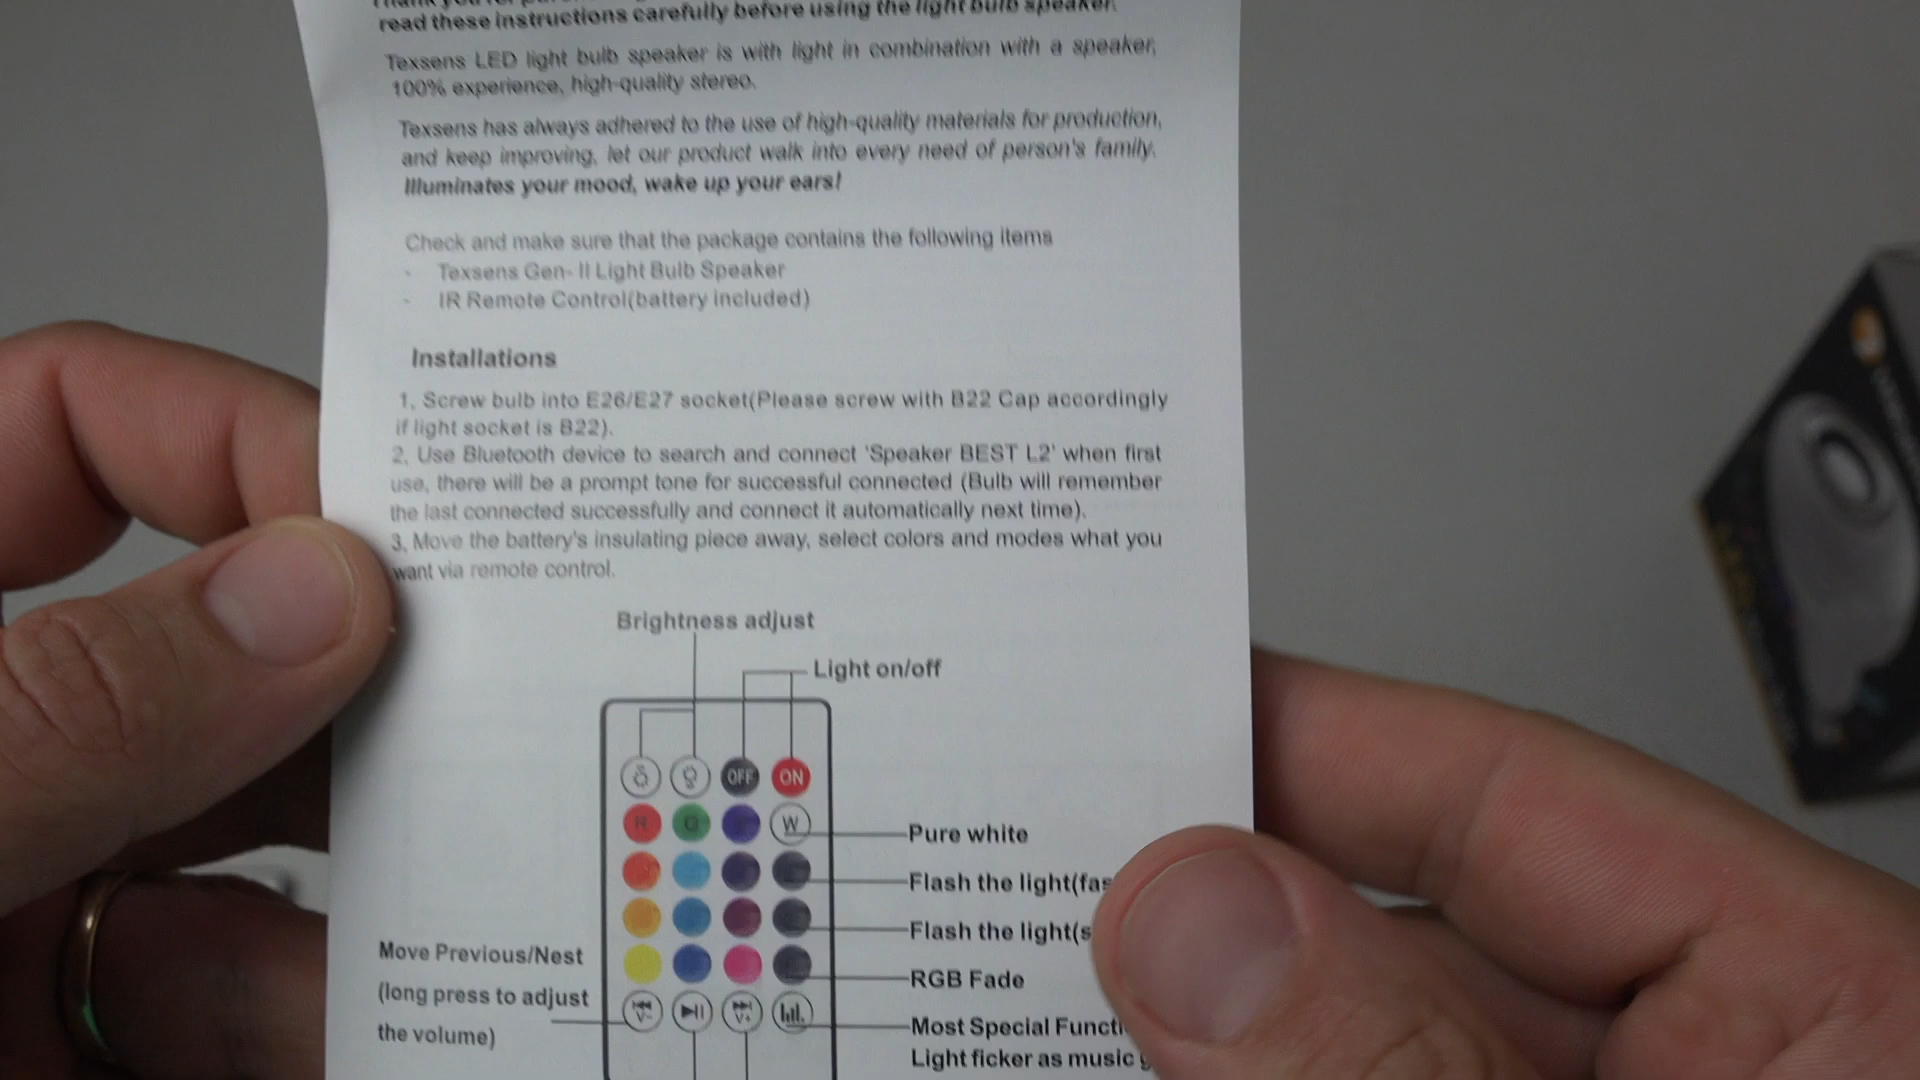 Thank you for
read these instructions carefully before using the light bulb speaker.
Texsens LED light bulb speaker is with light in combination with a speaker,
100% experience, high-quality stereo.
Texsens has always adhered to the use of high-quality materials for production,
and keep improving, let our product walk into every need of person's family.
Illuminates your mood, wake up your ears!
Check and make sure that the package contains the following items
- Texsens Gen- II Light Bulb Speaker
- IR Remote Control(battery included)
Installations
1, Screw bulb into E26/E27 socket(Please screw with B22 Cap accordingly
if light socket is B22).
2, Use Bluetooth device to search and connect 'Speaker BEST L2' when first
use, there will be a prompt tone for successful connected (Bulb will remember
the last connected successfully and connect it automatically next time).
3, Move the battery's insulating piece away, select colors and modes what you
want via remote control.
Brightness adjust
Light on/off
OFF ON
R G W
Pure white
Flash the light(fas
Flash the light(s
RGB Fade
Move Previous/Nest
(long press to adjust
the volume)
V- V+
Most Special Functi
Light ficker as music g